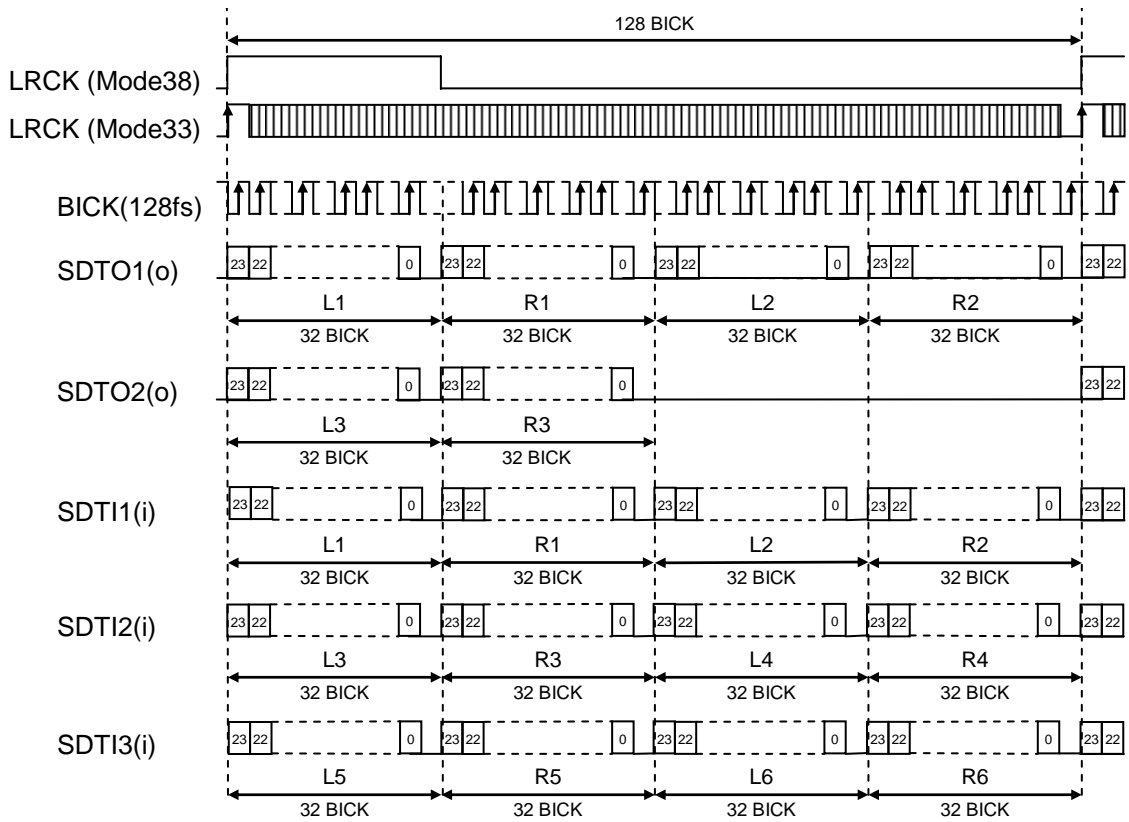 128 BICK
LRCK (Mode38)
LRCK (Mode33)
BICK(128fs)
SDTO1(o)
23 22 0 23 22 0 23 22 0 23 22 0 23 22
L1 R1 L2 R2
32 BICK 32 BICK 32 BICK 32 BICK
SDTO2(o)
23 22 0 23 22 0 23 22
L3 R3
32 BICK 32 BICK
SDTI1(i)
23 22 0 23 22 0 23 22 0 23 22 0 23 22
L1 R1 L2 R2
32 BICK 32 BICK 32 BICK 32 BICK
SDTI2(i)
23 22 0 23 22 0 23 22 0 23 22 0 23 22
L3 R3 L4 R4
32 BICK 32 BICK 32 BICK 32 BICK
SDTI3(i)
23 22 0 23 22 0 23 22 0 23 22 0 23 22
L5 R5 L6 R6
32 BICK 32 BICK 32 BICK 32 BICK